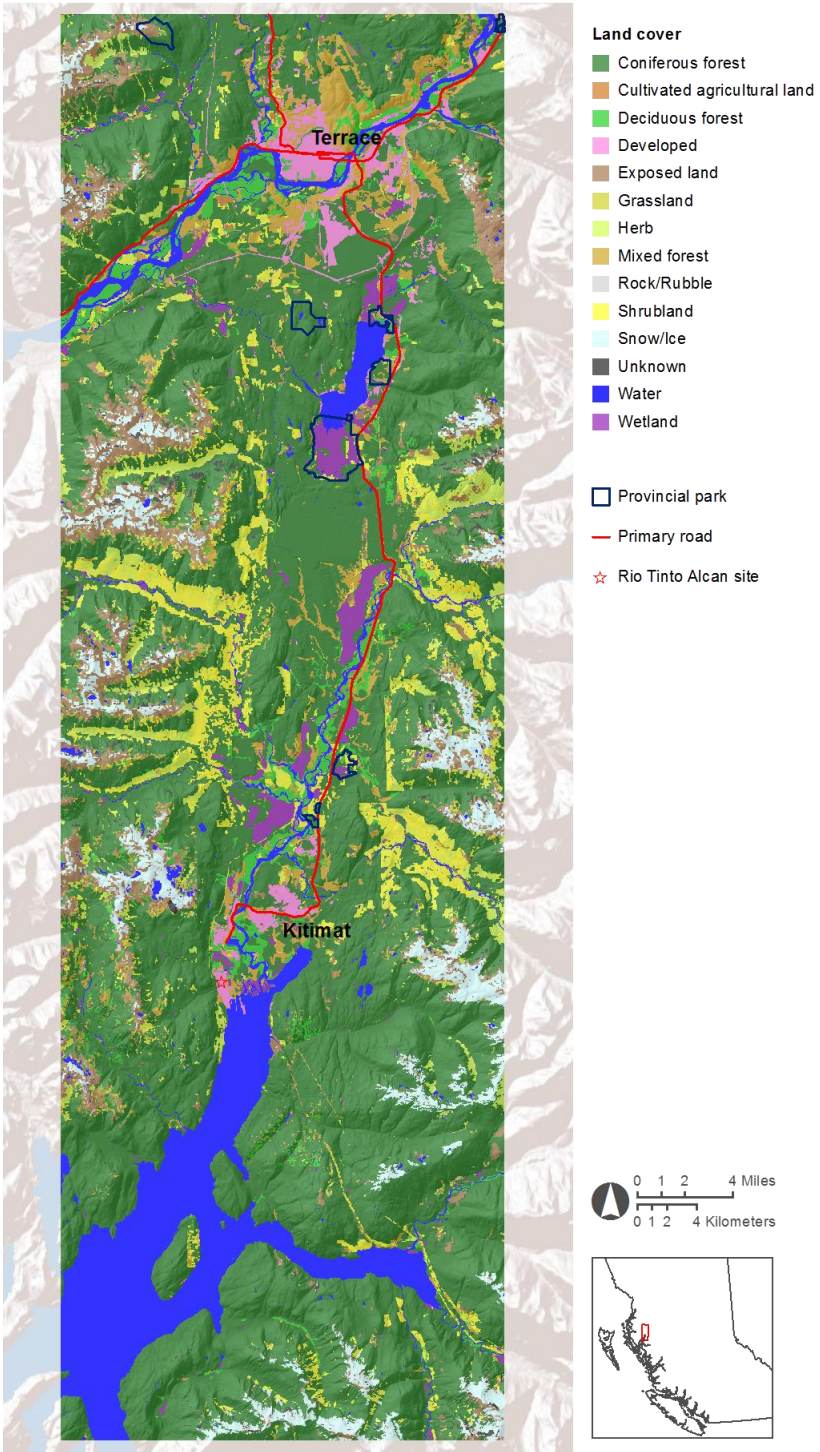 Terrace
Kitimat
Land cover
Coniferous forest
Cultivated agricultural land
Deciduous forest
Developed
Exposed land
Grassland
Herb
Mixed forest
Rock/Rubble
Shrubland
Snow/Ice
Unknown
Water
Wetland
Provincial park
Primary road
Rio Tinto Alcan site
0 1 2 4 Miles
0 1 2 4 Kilometers